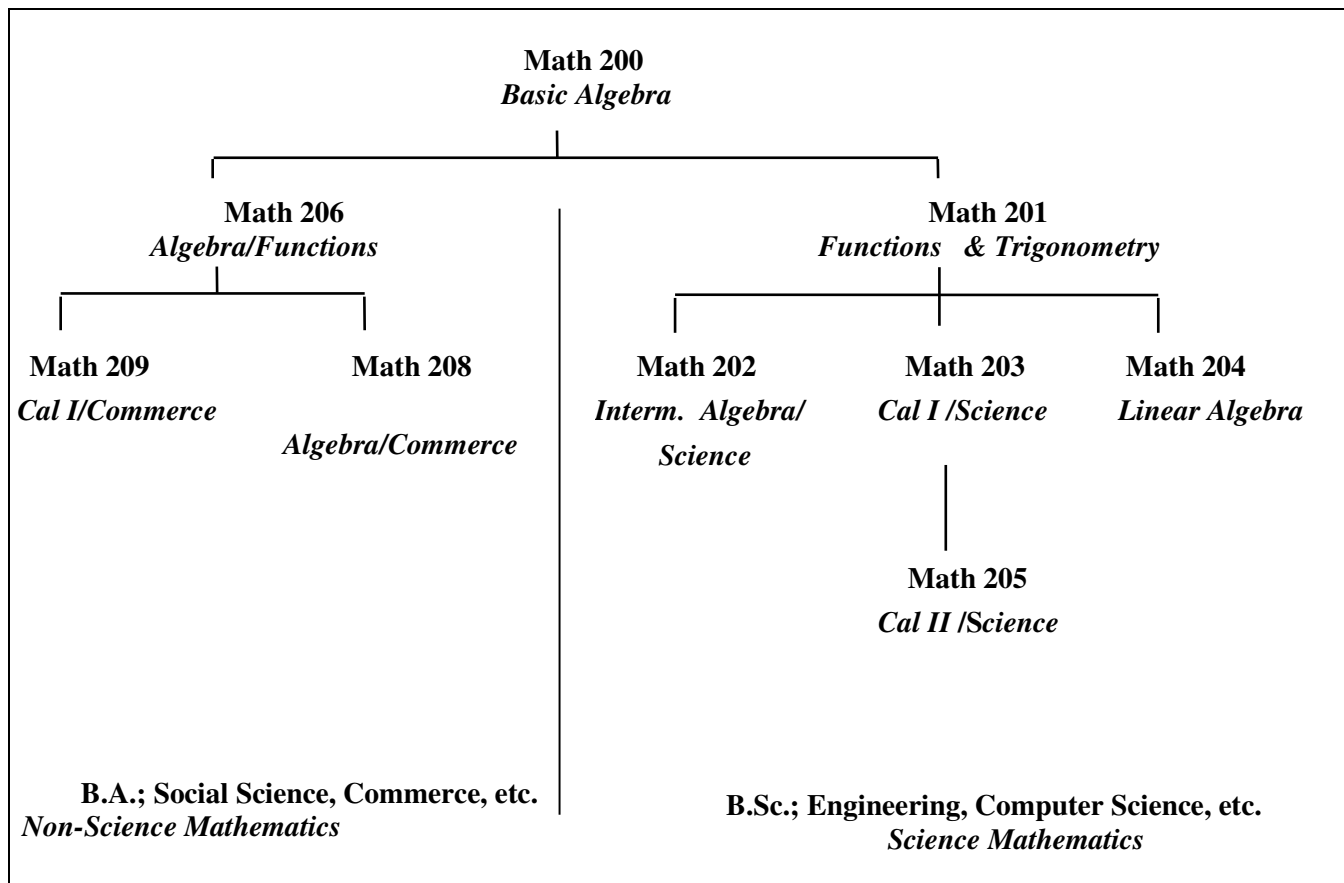 Math 200
Basic Algebra
Math 206
Algebra/Functions
Math 201
Functions & Trigonometry
Math 209
Cal I/Commerce
Math 208
Algebra/Commerce
Math 202
Interm. Algebra/
Science
Math 203
Cal I /Science
Math 204
Linear Algebra
Math 205
Cal II /Science
B.A.; Social Science, Commerce, etc.
Non-Science Mathematics
B.Sc.; Engineering, Computer Science, etc.
Science Mathematics